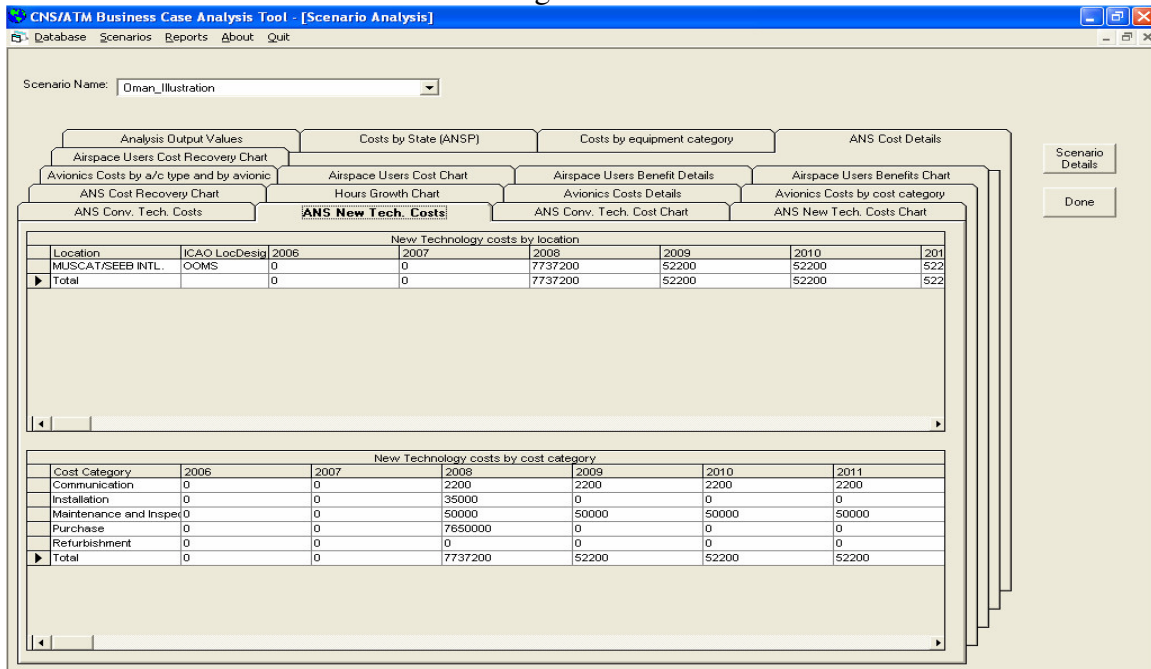 CNS/ATM Business Case Analysis Tool - [Scenario Analysis]
Database Scenarios Reports About Quit
Scenario Name: Oman_Illustration
Analysis Output Values Costs by State (ANSP) Costs by equipment category ANS Cost Details
Scenario Details
Airspace Users Cost Recovery Chart
Avionics Costs by a/c type and by avionic Airspace Users Cost Chart Airspace Users Benefit Details Airspace Users Benefits Chart
ANS Cost Recovery Chart Hours Growth Chart Avionics Costs Details Avionics Costs by cost category
Done
ANS Conv. Tech. Costs ANS New Tech. Costs ANS Conv. Tech. Cost Chart ANS New Tech. Costs Chart
New Technology costs by location
Location ICAO LocDesig 2006 2007 2008 2009 2010 201
MUSCAT/SEEB INTL. OOMS 0 0 7737200 52200 52200 522
Total 0 0 7737200 52200 52200 522
New Technology costs by cost category
Cost Category 2006 2007 2008 2009 2010 2011
Communication 0 0 2200 2200 2200 2200
Installation 0 0 35000 0 0 0
Maintenance and Inspec 0 0 50000 50000 50000 50000
Purchase 0 0 7650000 0 0 0
Refurbishment 0 0 0 0 0 0
Total 0 0 7737200 52200 52200 52200